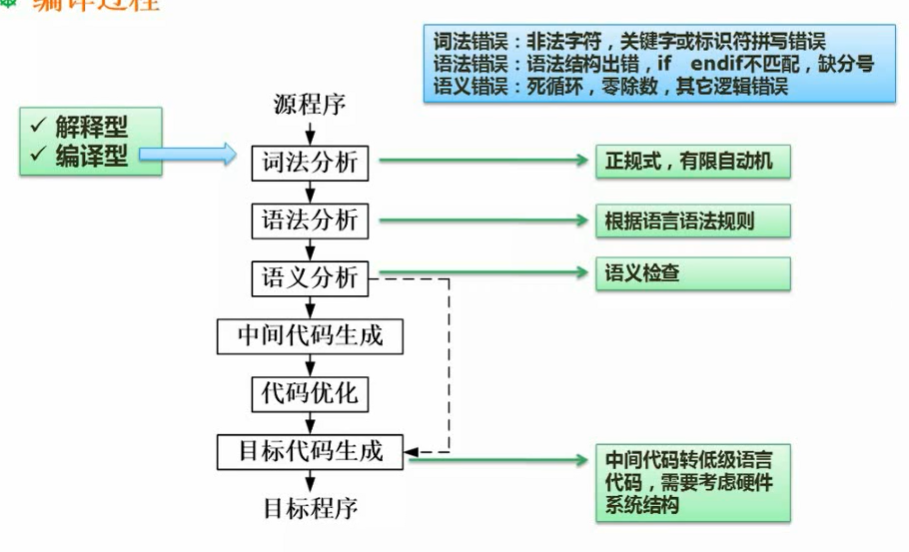 编译过程
词法错误：非法字符，关键字或标识符拼写错误
语法错误：语法结构出错，if endif不匹配，缺分号
语义错误：死循环，零除数，其它逻辑错误
源程序
✓ 解释型
✓ 编译型
词法分析
正规式，有限自动机
语法分析
根据语言语法规则
语义分析
语义检查
中间代码生成
代码优化
目标代码生成
中间代码转低级语言
代码，需要考虑硬件
系统结构
目标程序